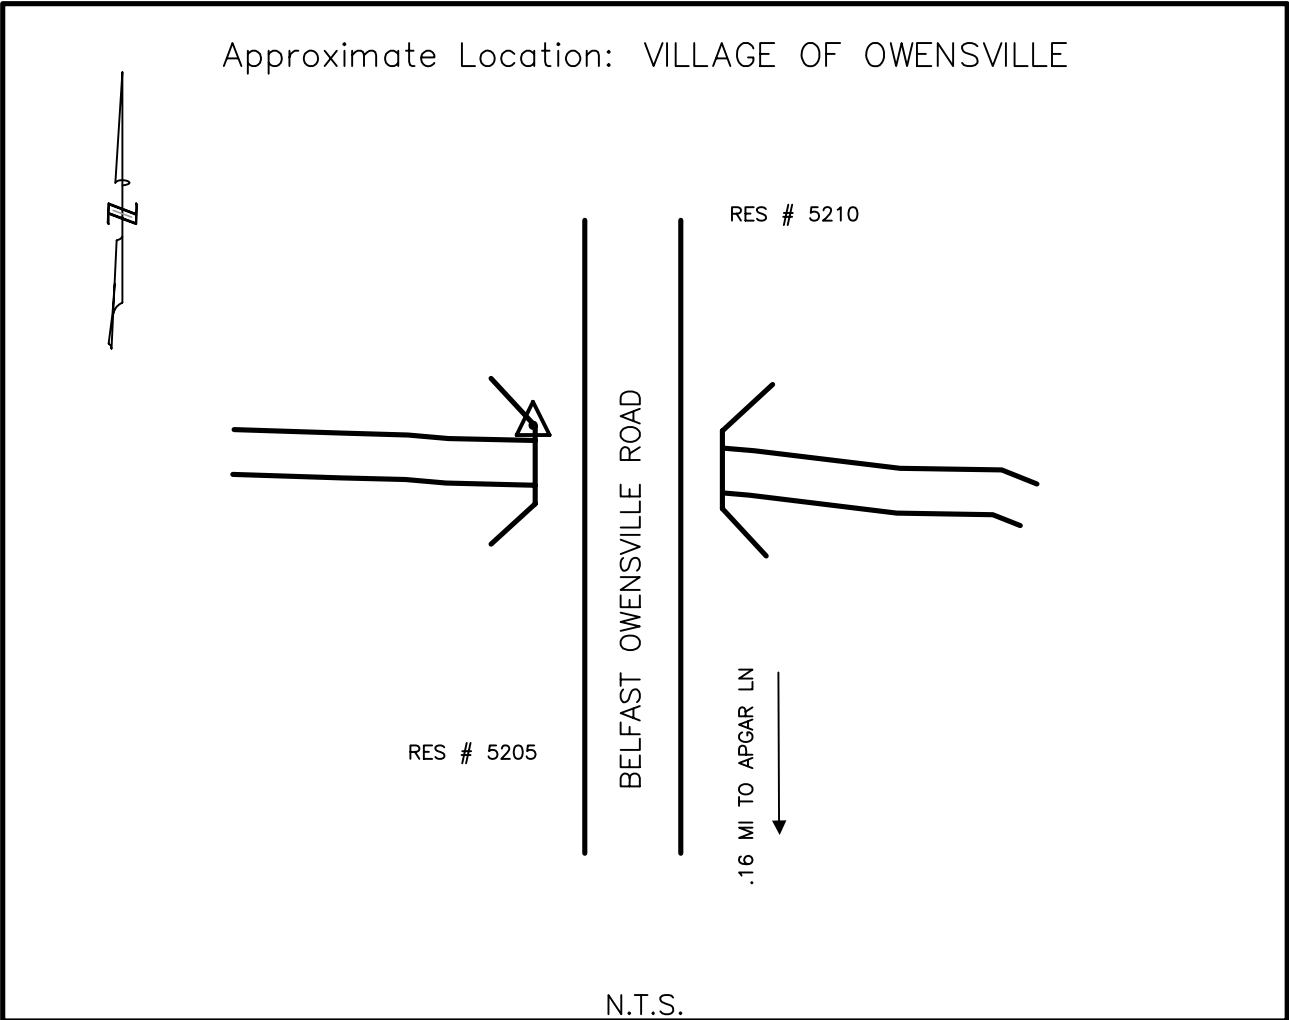 Approximate Location: VILLAGE OF OWENSVILLE
N
RES # 5210
BELFAST OWENSVILLE ROAD
RES # 5205
.16 MI TO APGAR LN
N.T.S.